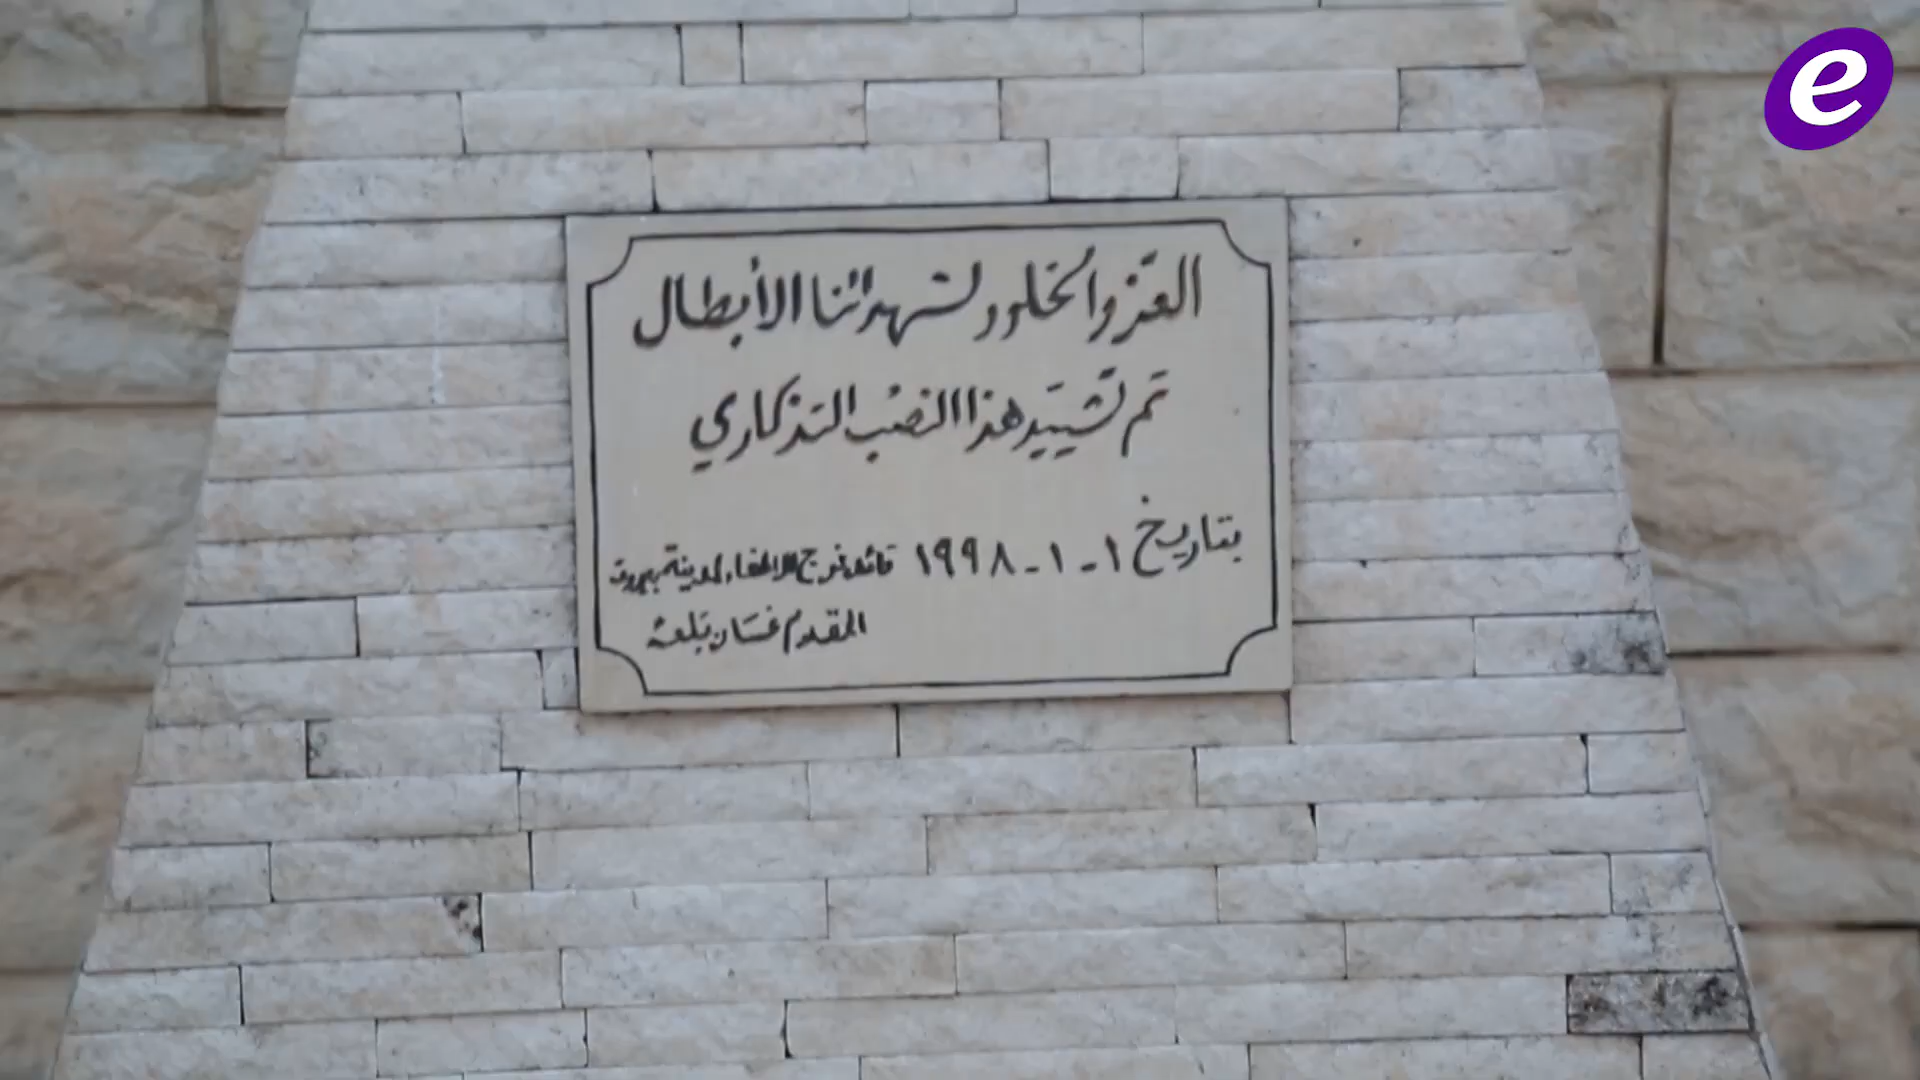 e
العز والخلود لشهدائنا الأبطال
تم تشييد هذا النصب التذكاري
بتاريخ ١ - ١ - ١٩٩٨ قائد فوج الاطفاء لمدينة بيروت
المقدم غسان بلعة